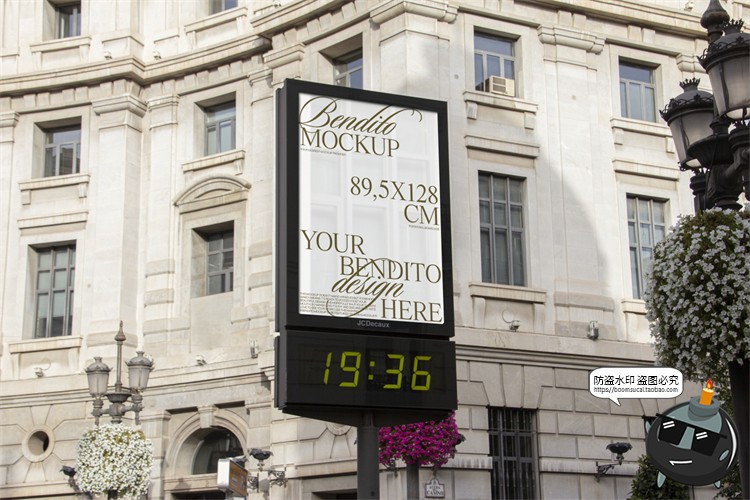 Bendito
MOCKUP
89,5X128
CM
YOUR
BENDITO
design
HERE
JCDecaux
19:36
防盗水印 盗图必究
https://boomsucai.taobao.com